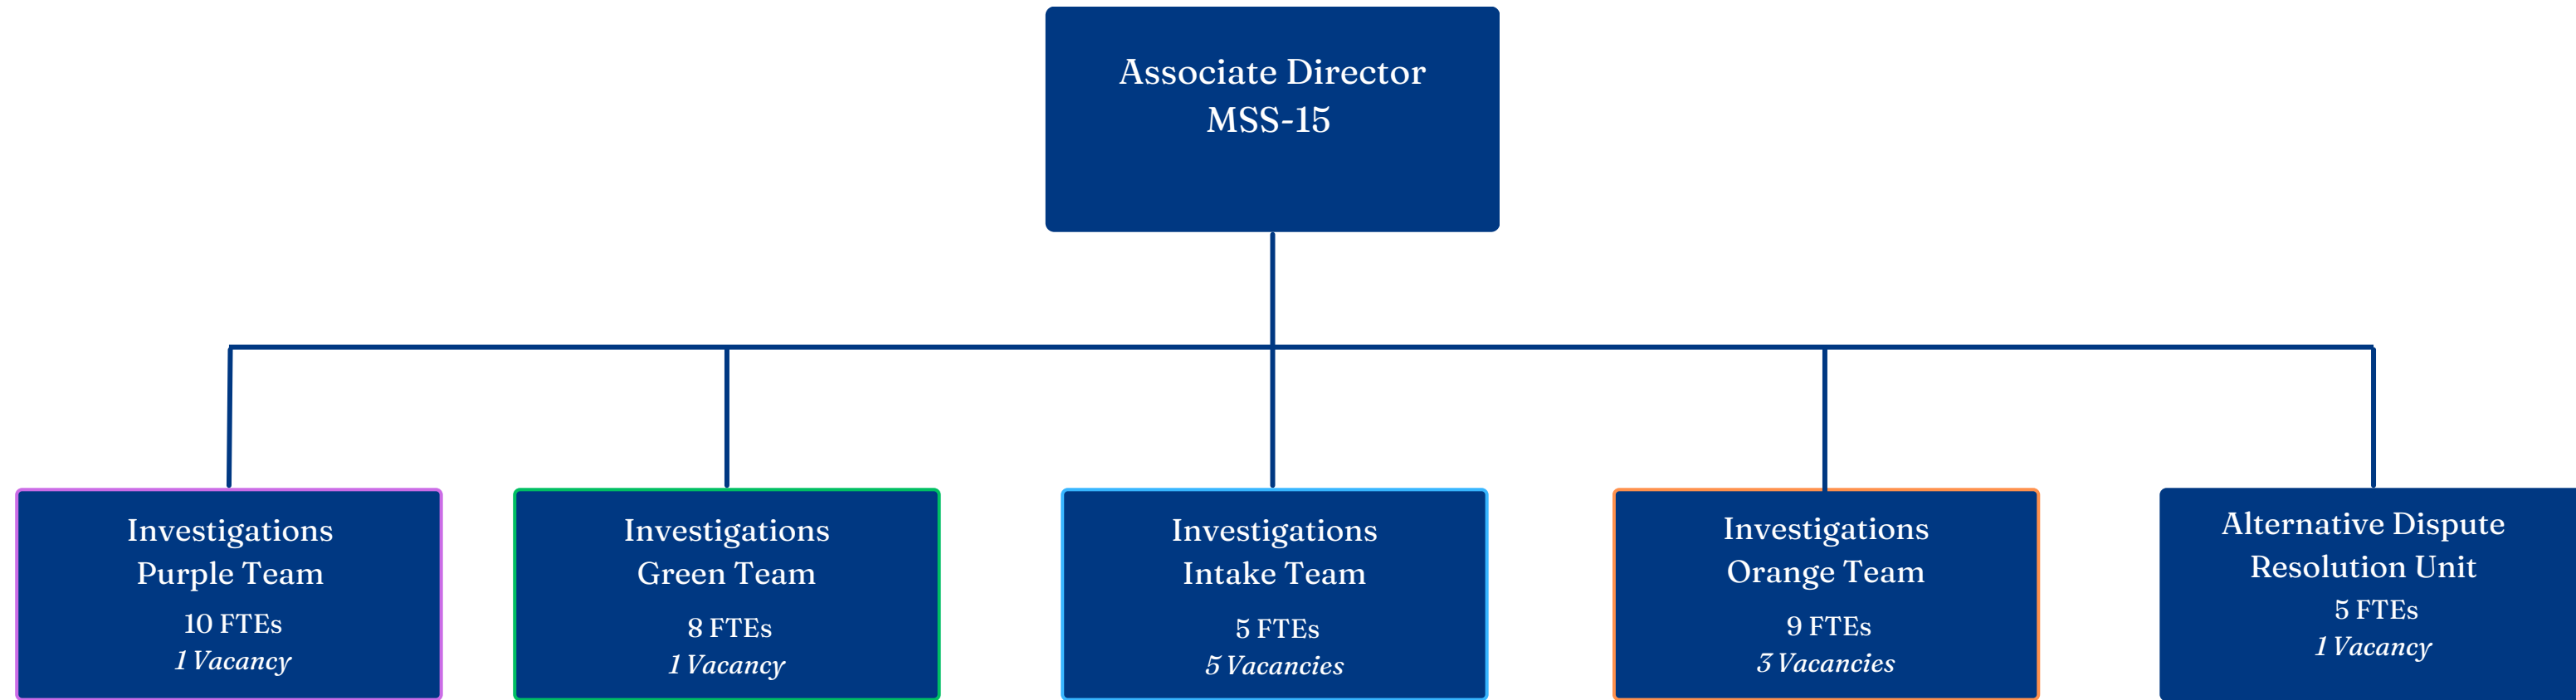 Associate Director
MSS-15
Investigations
Purple Team
10 FTEs
1 Vacancy
Investigations
Green Team
8 FTEs
1 Vacancy
Investigations
Intake Team
5 FTEs
5 Vacancies
Investigations
Orange Team
9 FTEs
3 Vacancies
Alternative Dispute
Resolution Unit
5 FTEs
1 Vacancy